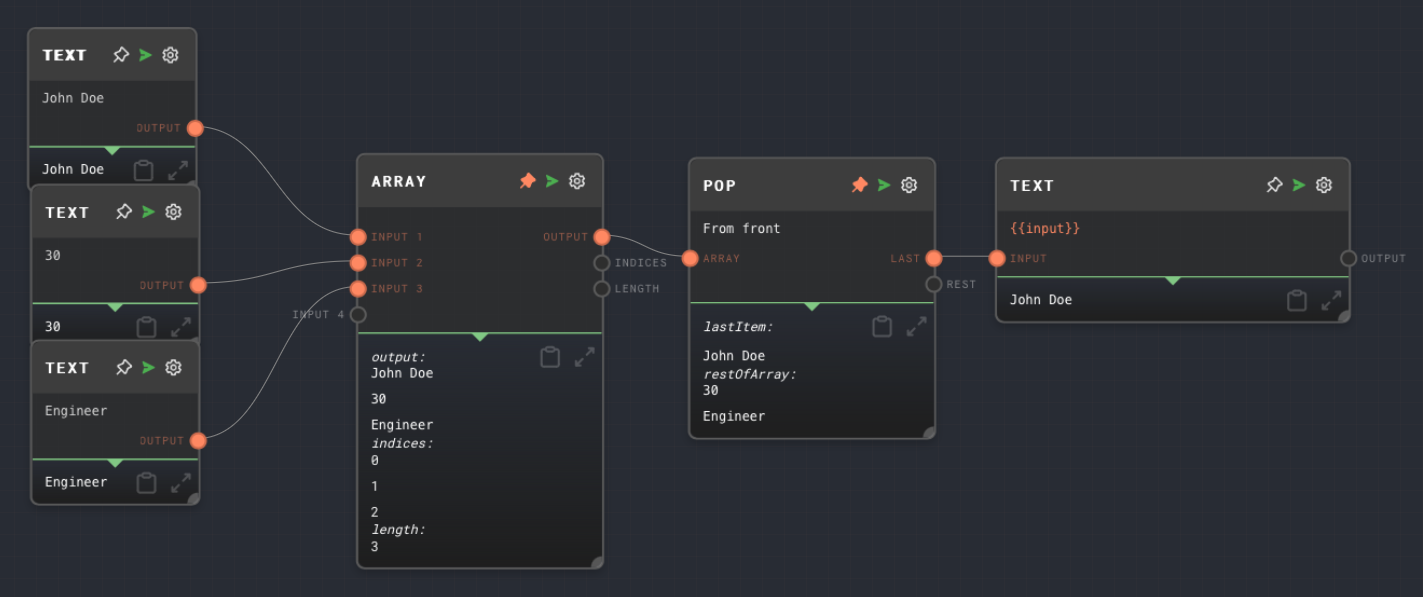 TEXT
John Doe
OUTPUT
John Doe
TEXT
30
OUTPUT
30
TEXT
Engineer
OUTPUT
Engineer
ARRAY
INPUT 1 OUTPUT
INPUT 2 INDICES
INPUT 3 LENGTH
INPUT 4
output:
John Doe
30
Engineer
indices:
0
1
2
length:
3
POP
From front
ARRAY LAST
REST
lastItem:
John Doe
restOfArray:
30
Engineer
TEXT
{{input}}
INPUT OUTPUT
John Doe